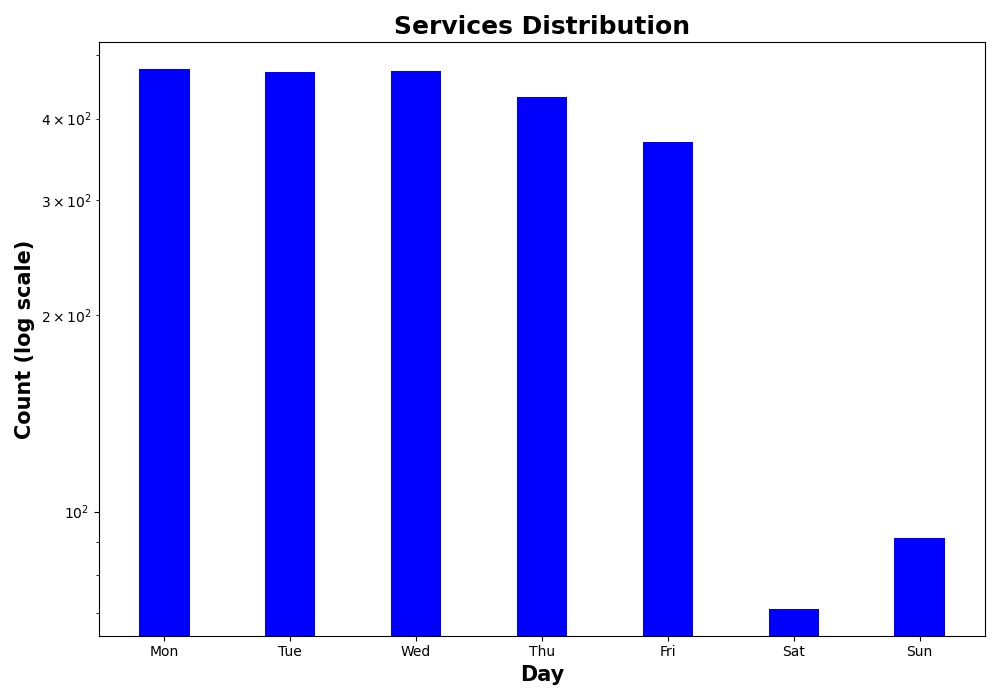 Services Distribution
Count (log scale)
4 × 10²
3 × 10²
2 × 10²
10²
Mon Tue Wed Thu Fri Sat Sun
Day